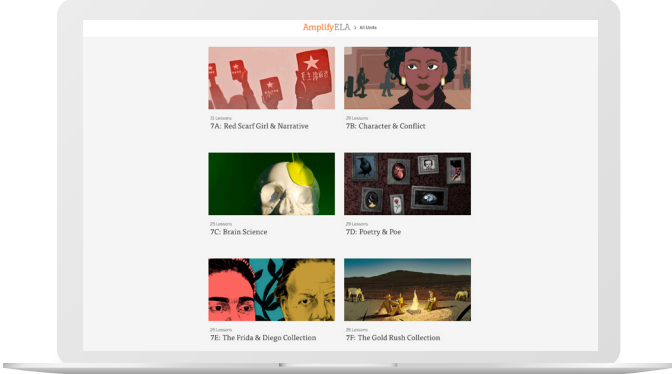 AmplifyELA > All Units
7A: Red Scarf Girl & Narrative
29 Lessons
7B: Character & Conflict
29 Lessons
7C: Brain Science
29 Lessons
7D: Poetry & Poe
29 Lessons
7E: The Frida & Diego Collection
29 Lessons
7F: The Gold Rush Collection